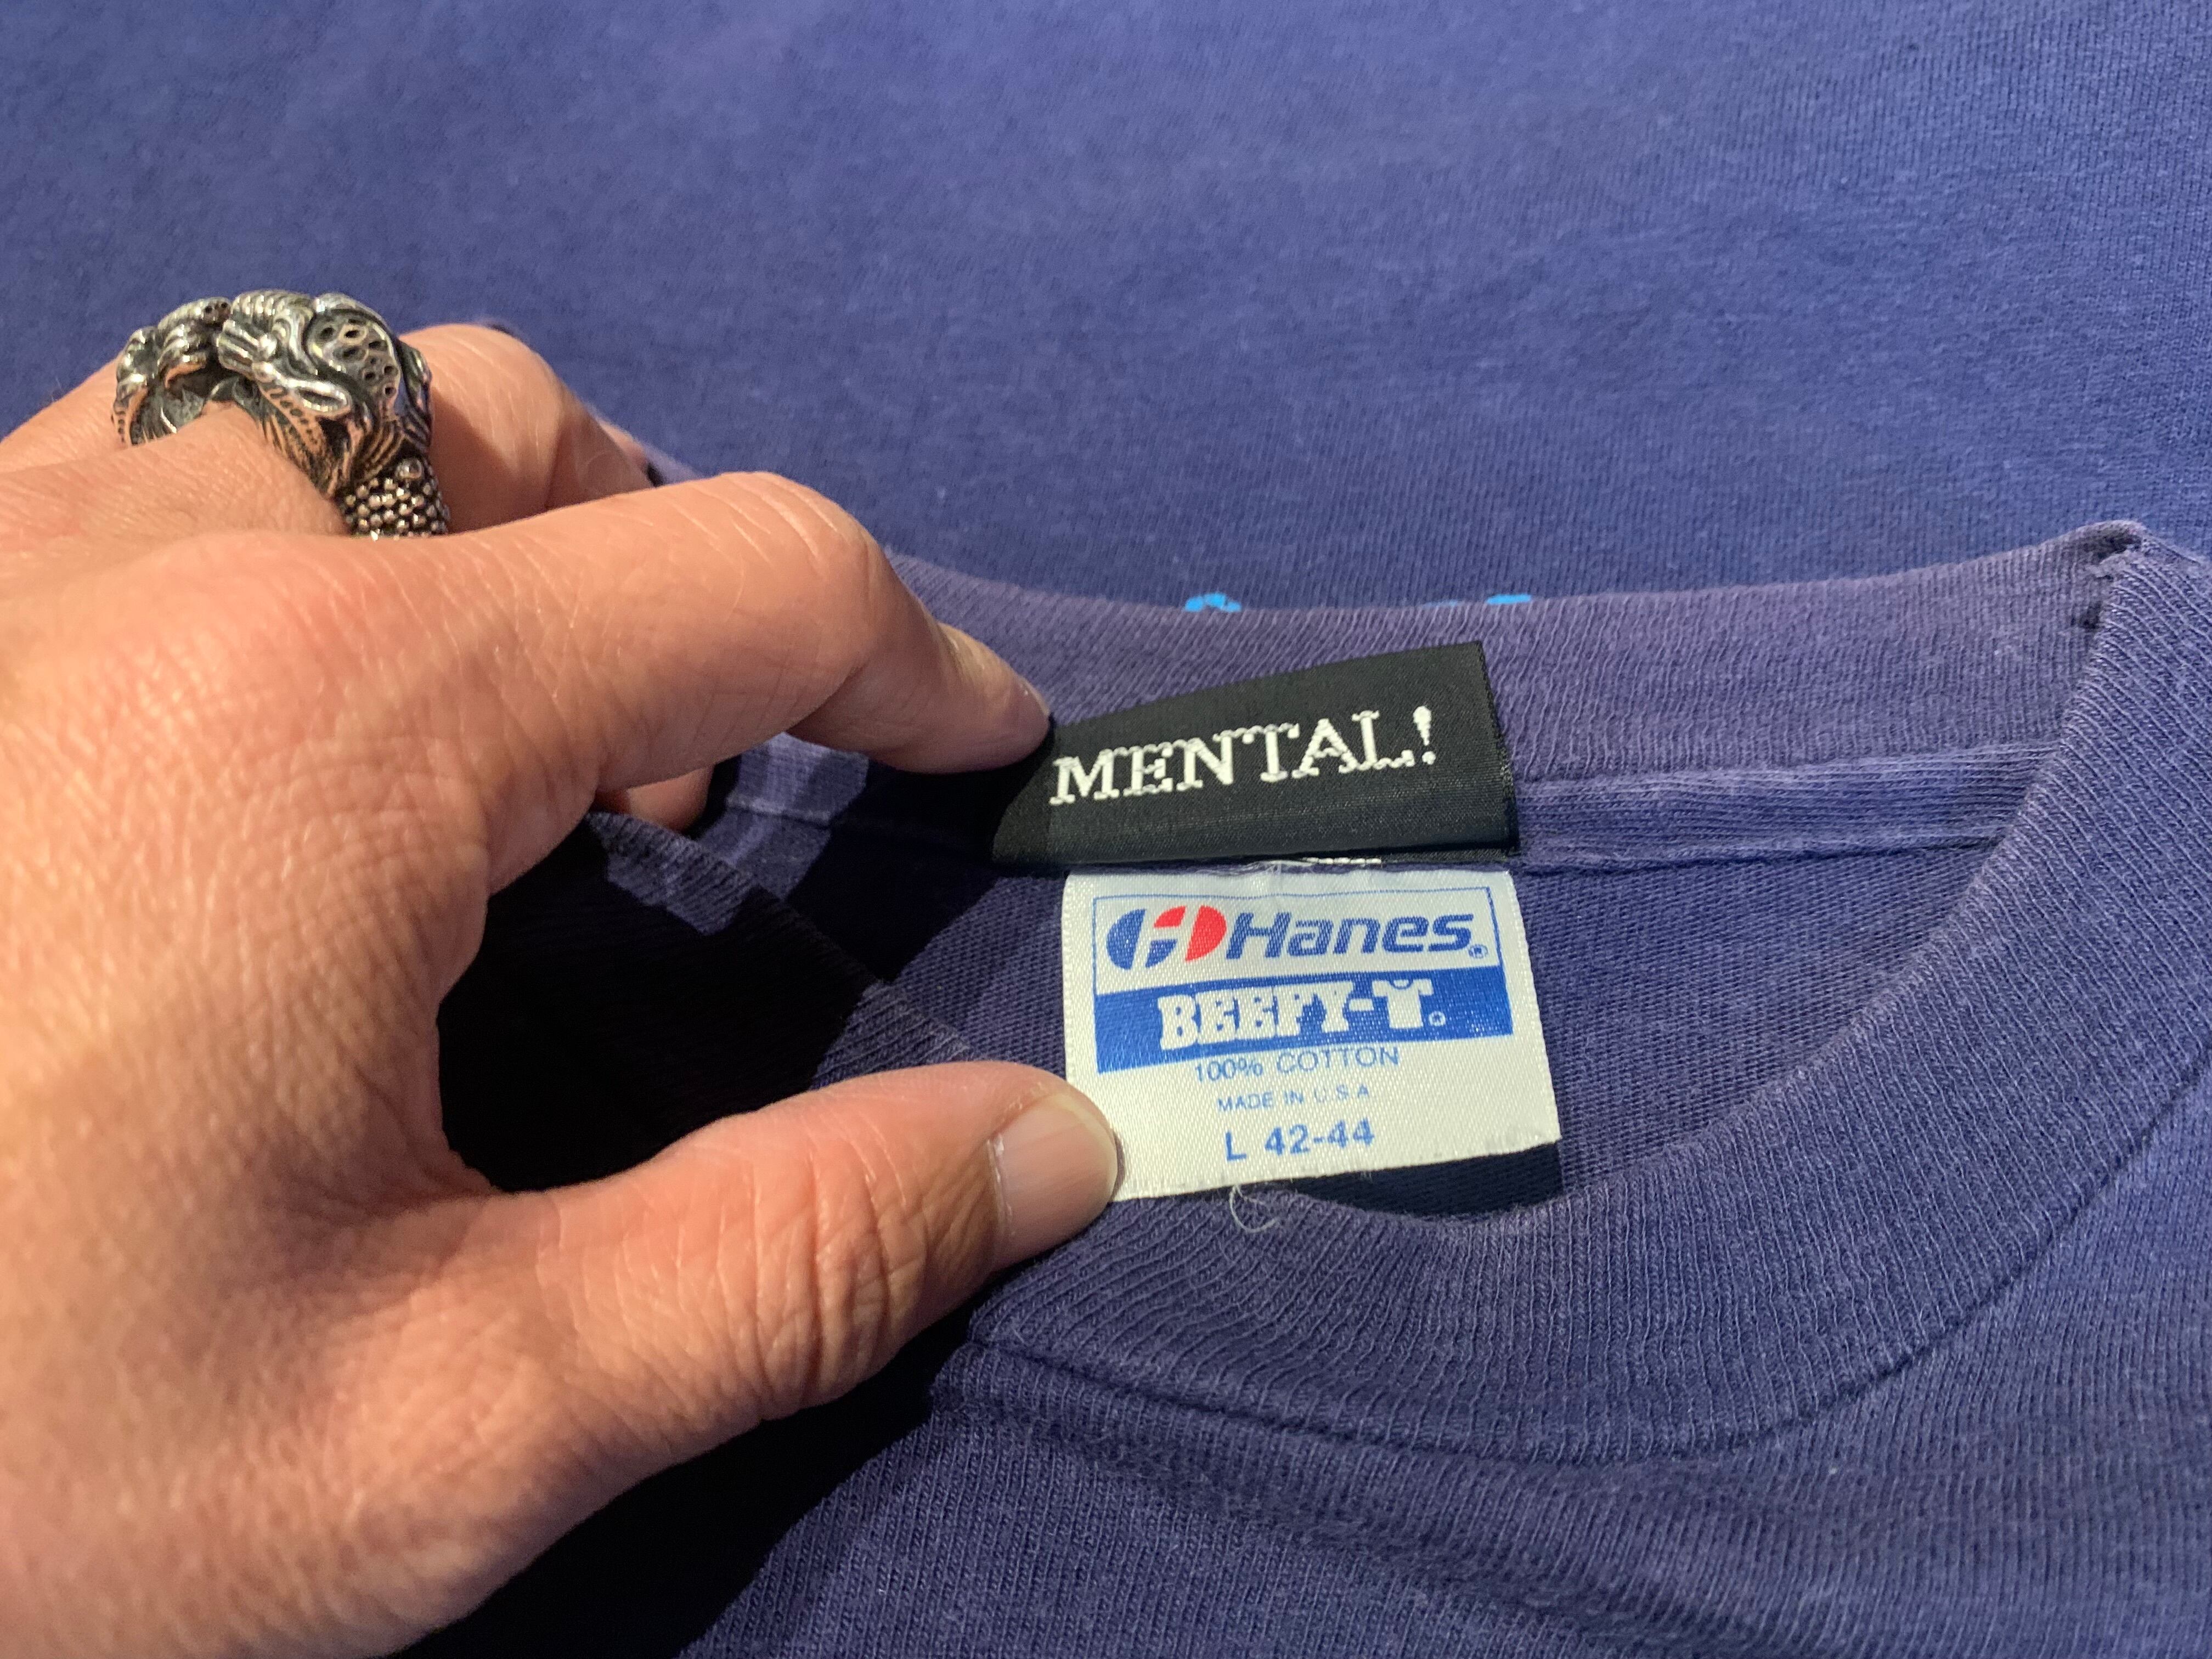 MENTAL!
Hanes®
BEEFY-T®
100% COTTON
MADE IN U.S.A.
L 42-44